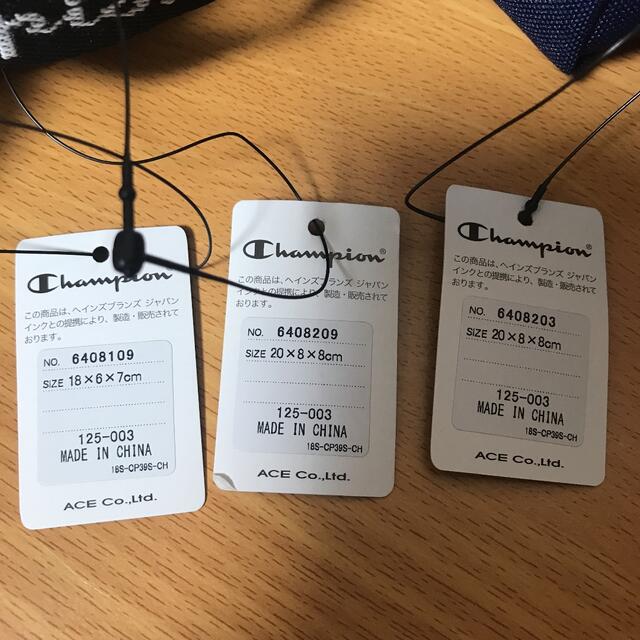 Champion
この商品は、ヘインズブランズ ジャパン
インクとの提携により、製造・販売されて
おります。
NO. 6408109
SIZE 18×6×7cm
125-003
MADE IN CHINA
18S-CP39S-CH
ACE Co.,Ltd.
Champion®
この商品は、ヘインズブランズ ジャパン
インクとの提携により、製造・販売されて
おります。
NO. 6408209
SIZE 20×8×8cm
125-003
MADE IN CHINA
18S-CP39S-CH
ACE Co.,Ltd.
Champion®
この商品は、ヘインズブランズ ジャパン
インクとの提携により、製造・販売されて
おります。
NO. 6408203
SIZE 20×8×8cm
125-003
MADE IN CHINA
18S-CP39S-CH
ACE Co.,Ltd.